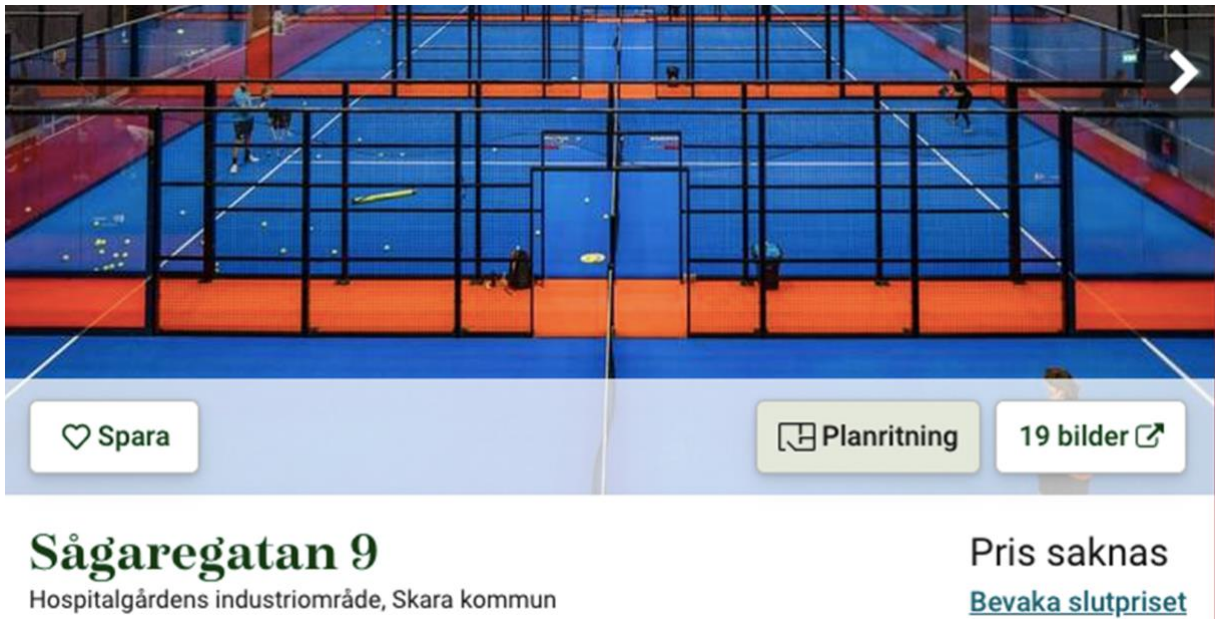 Spara
Planritning
19 bilder
Sågaregatan 9
Pris saknas
Hospitalgårdens industriområde, Skara kommun
Bevaka slutpriset